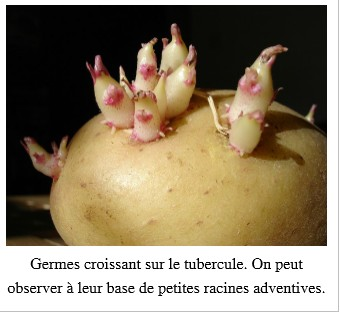 Germes croissant sur le tubercule. On peut
observer à leur base de petites racines adventives.